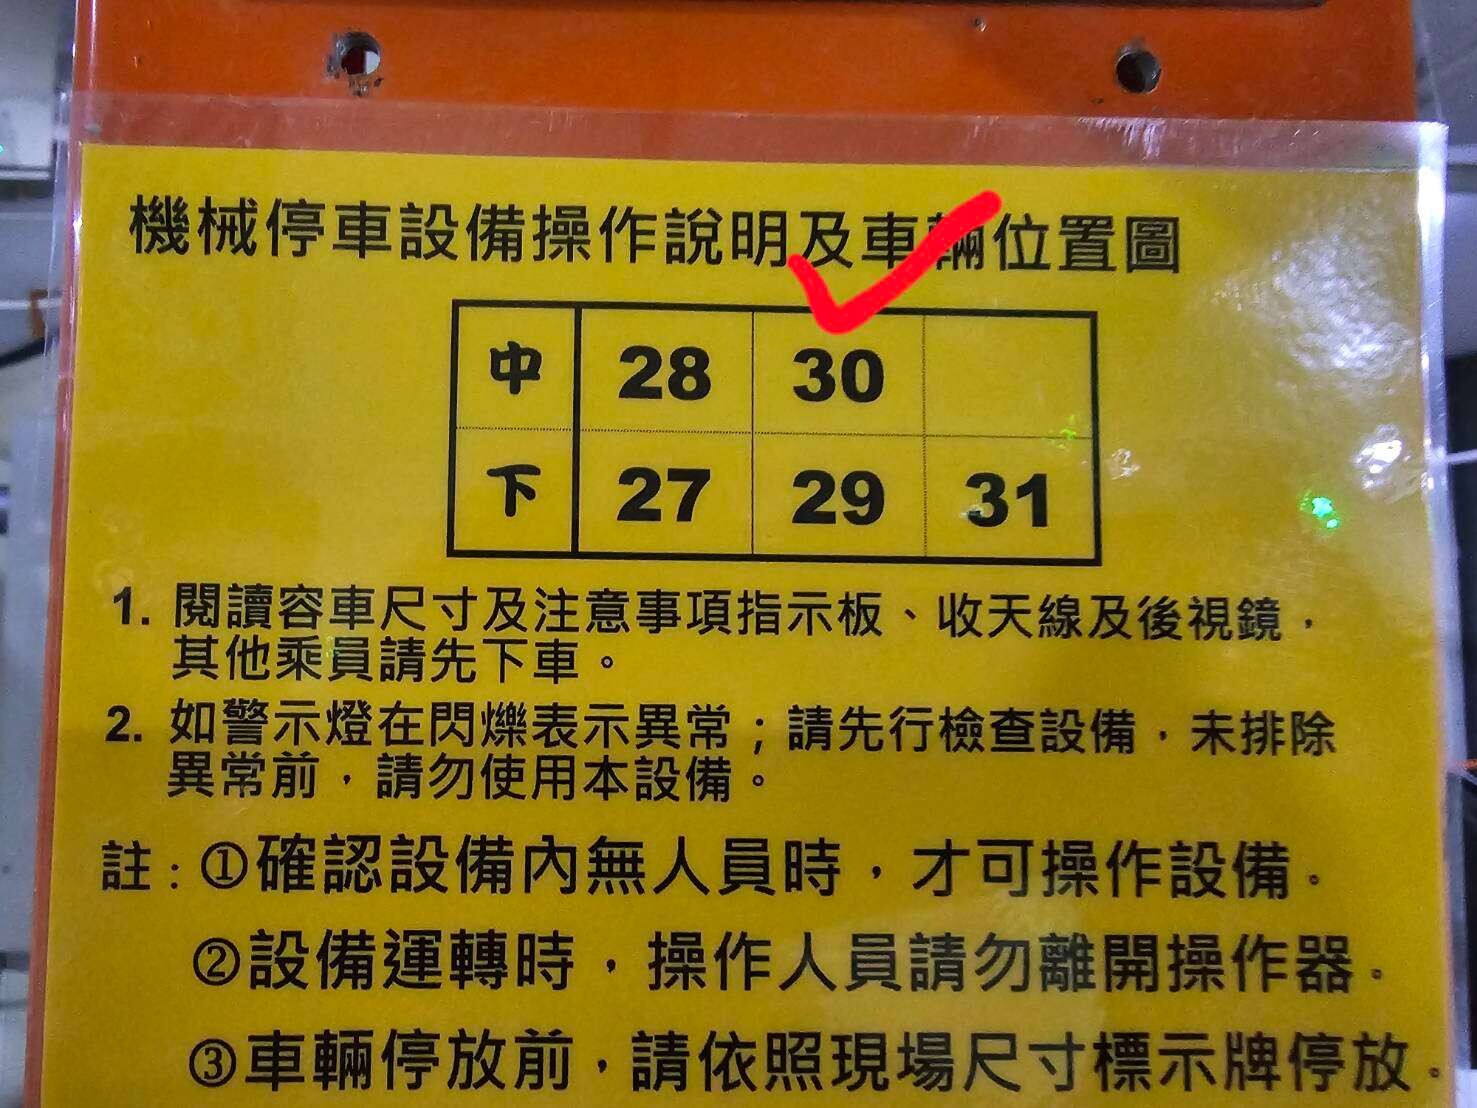 機械停車設備操作說明及車輛位置圖
中 28 30
下 27 29 31
1. 閱讀容車尺寸及注意事項指示板、收天線及後視鏡，
其他乘員請先下車。
2. 如警示燈在閃爍表示異常；請先行檢查設備，未排除
異常前，請勿使用本設備。
註：①確認設備內無人員時，才可操作設備。
②設備運轉時，操作人員請勿離開操作器。
③車輛停放前，請依照現場尺寸標示牌停放。